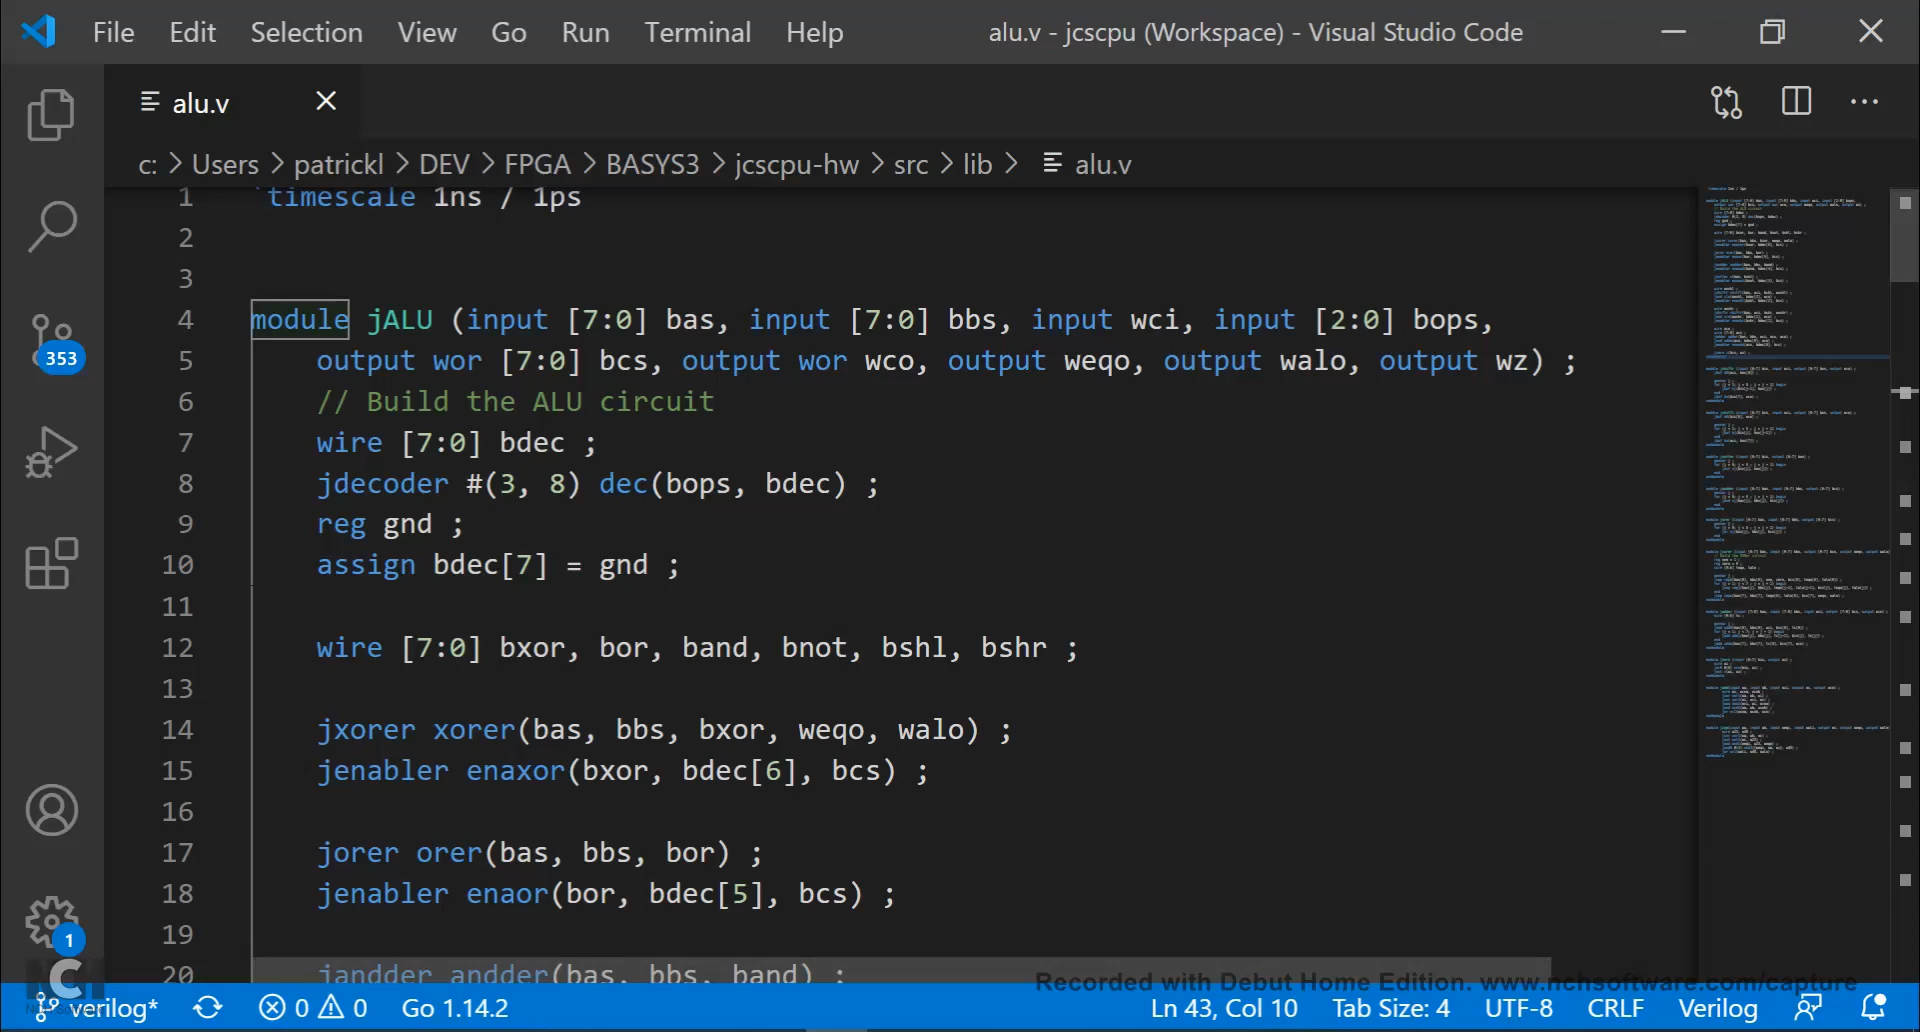 File Edit Selection View Go Run Terminal Help alu.v - jcscpu (Workspace) - Visual Studio Code
alu.v
c: > Users > patrickl > DEV > FPGA > BASYS3 > jcscpu-hw > src > lib > alu.v
1 `timescale 1ns / 1ps
2
3
4 module jALU (input [7:0] bas, input [7:0] bbs, input wci, input [2:0] bops,
5 output wor [7:0] bcs, output wor wco, output weqo, output walo, output wz) ;
6 // Build the ALU circuit
7 wire [7:0] bdec ;
8 jdecoder #(3, 8) dec(bops, bdec) ;
9 reg gnd ;
10 assign bdec[7] = gnd ;
11
12 wire [7:0] bxor, bor, band, bnot, bshl, bshr ;
13
14 jxorer xorer(bas, bbs, bxor, weqo, walo) ;
15 jenabler enaxor(bxor, bdec[6], bcs) ;
16
17 jorer orer(bas, bbs, bor) ;
18 jenabler enaor(bor, bdec[5], bcs) ;
19
20 jandder andder(bas, bbs, band) ;
353
1
Recorded with Debut Home Edition. www.nchsoftware.com/capture
verilog* 0 0 Go 1.14.2 Ln 43, Col 10 Tab Size: 4 UTF-8 CRLF Verilog